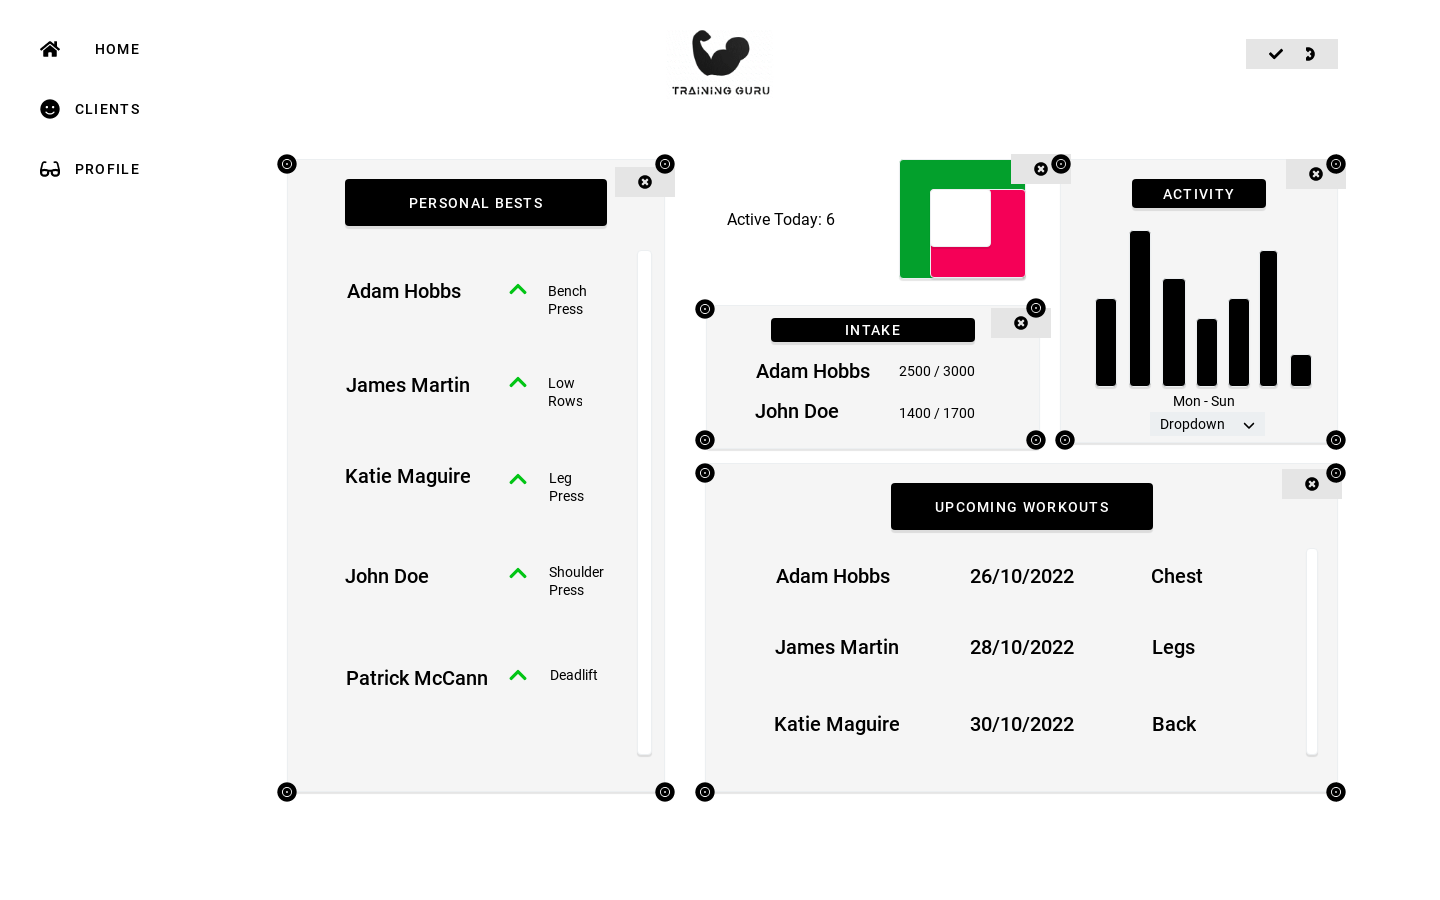 HOME
CLIENTS
PROFILE
TRAINING GURU
PERSONAL BESTS
Adam Hobbs
Bench
Press
James Martin
Low
Rows
Katie Maguire
Leg
Press
John Doe
Shoulder
Press
Patrick McCann
Deadlift
Active Today: 6
INTAKE
Adam Hobbs 2500 / 3000
John Doe 1400 / 1700
ACTIVITY
Mon - Sun
Dropdown
UPCOMING WORKOUTS
Adam Hobbs 26/10/2022 Chest
James Martin 28/10/2022 Legs
Katie Maguire 30/10/2022 Back